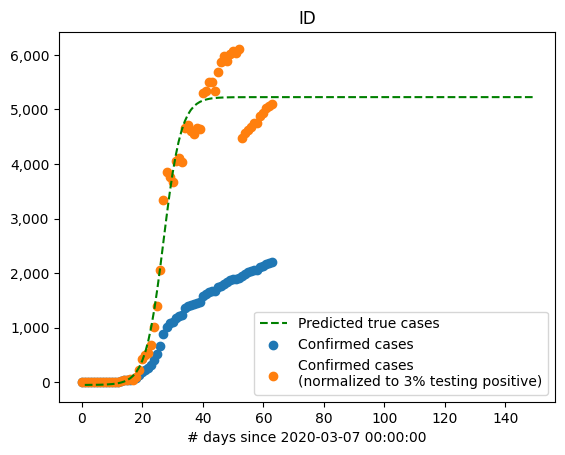 ID
6,000
5,000
4,000
3,000
2,000
1,000
0
0 20 40 60 80 100 120 140
# days since 2020-03-07 00:00:00
Predicted true cases
Confirmed cases
Confirmed cases
(normalized to 3% testing positive)